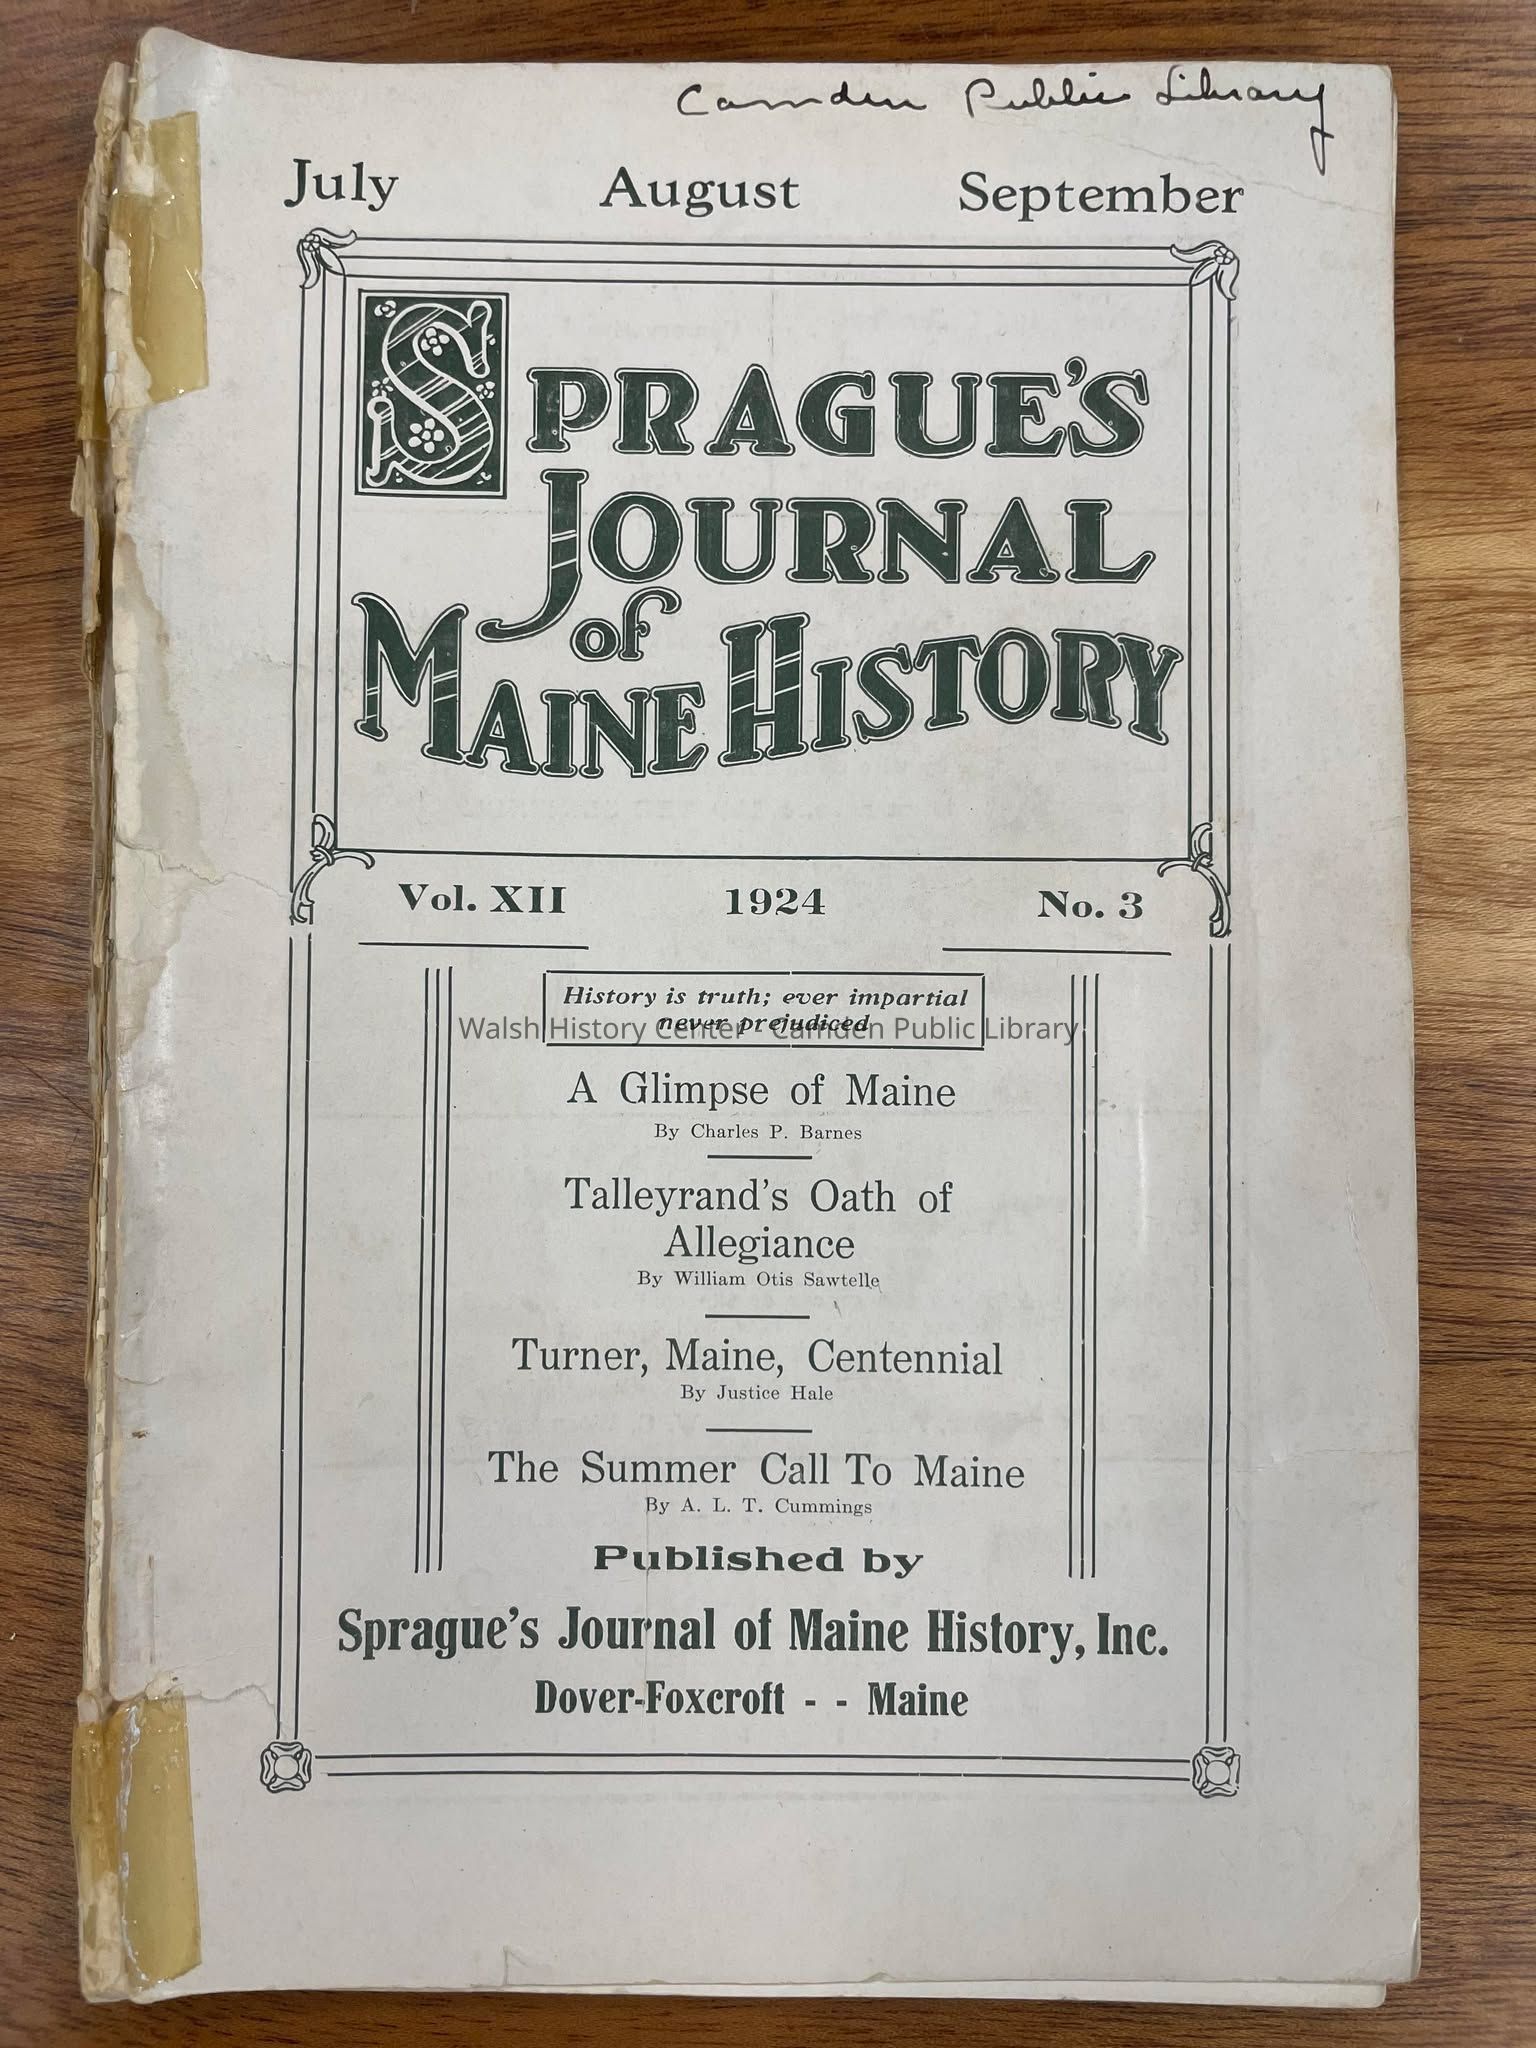 Camden Public Library
July August September
SPRAGUE'S
JOURNAL
of
MAINE HISTORY
Vol. XII 1924 No. 3
History is truth; ever impartial
never prejudiced
Walsh History Center - Camden Public Library
A Glimpse of Maine
By Charles P. Barnes
Talleyrand's Oath of
Allegiance
By William Otis Sawtelle
Turner, Maine, Centennial
By Justice Hale
The Summer Call To Maine
By A. L. T. Cummings
Published by
Sprague's Journal of Maine History, Inc.
Dover-Foxcroft - - Maine